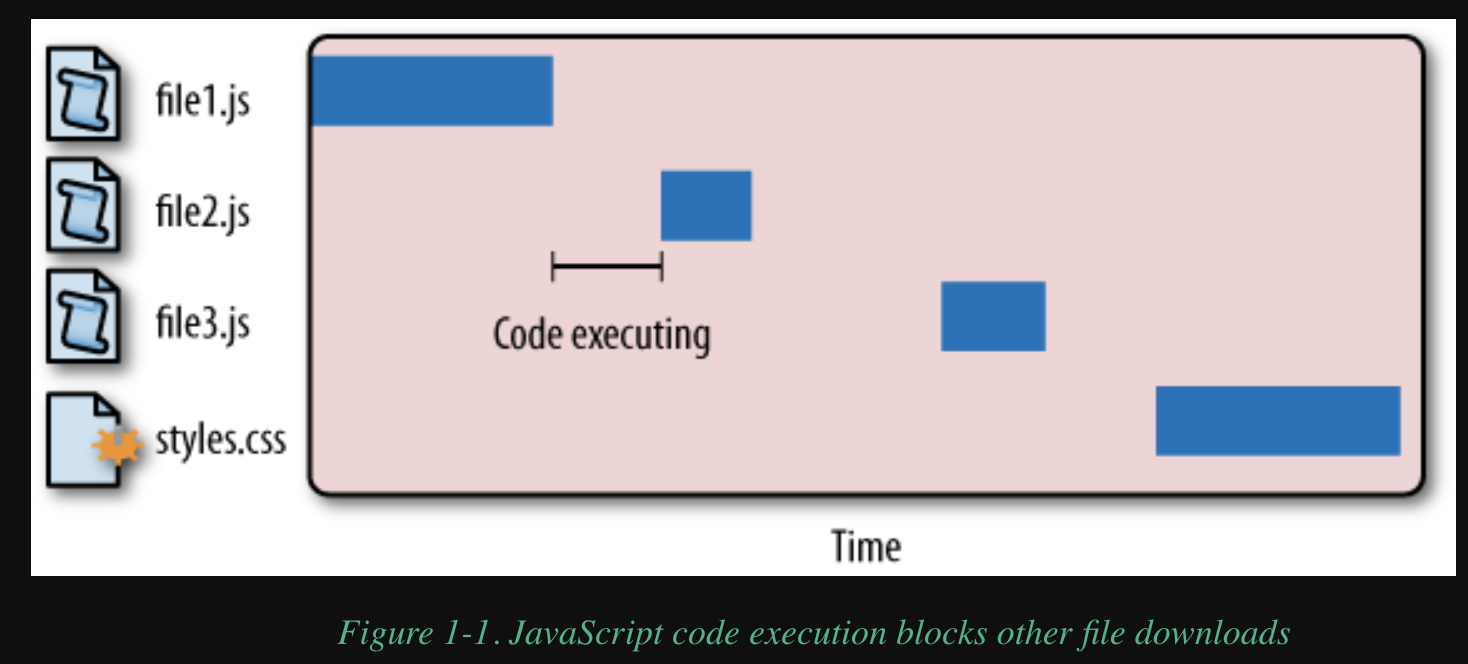 file1.js
file2.js
file3.js
Code executing
styles.css
Time
Figure 1-1. JavaScript code execution blocks other file downloads